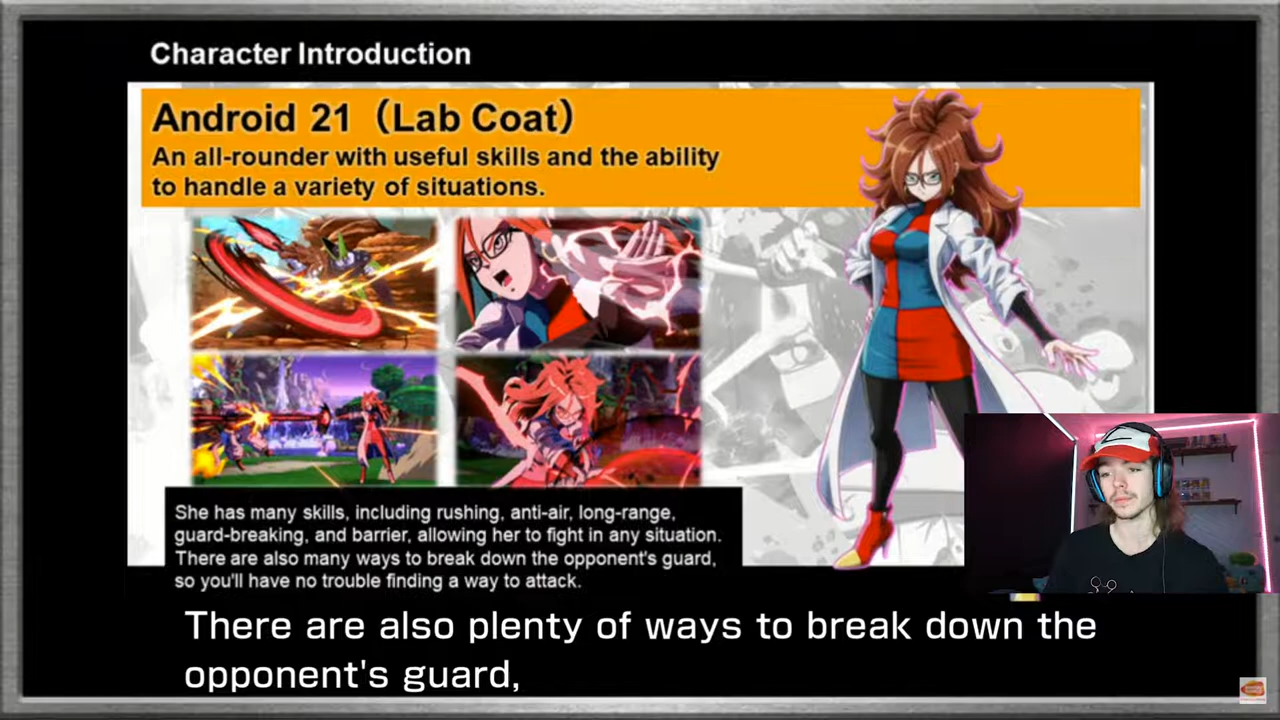 Character Introduction
Android 21（Lab Coat）
An all-rounder with useful skills and the ability
to handle a variety of situations.
She has many skills, including rushing, anti-air, long-range,
guard-breaking, and barrier, allowing her to fight in any situation.
There are also many ways to break down the opponent's guard,
so you'll have no trouble finding a way to attack.
There are also plenty of ways to break down the
opponent's guard,